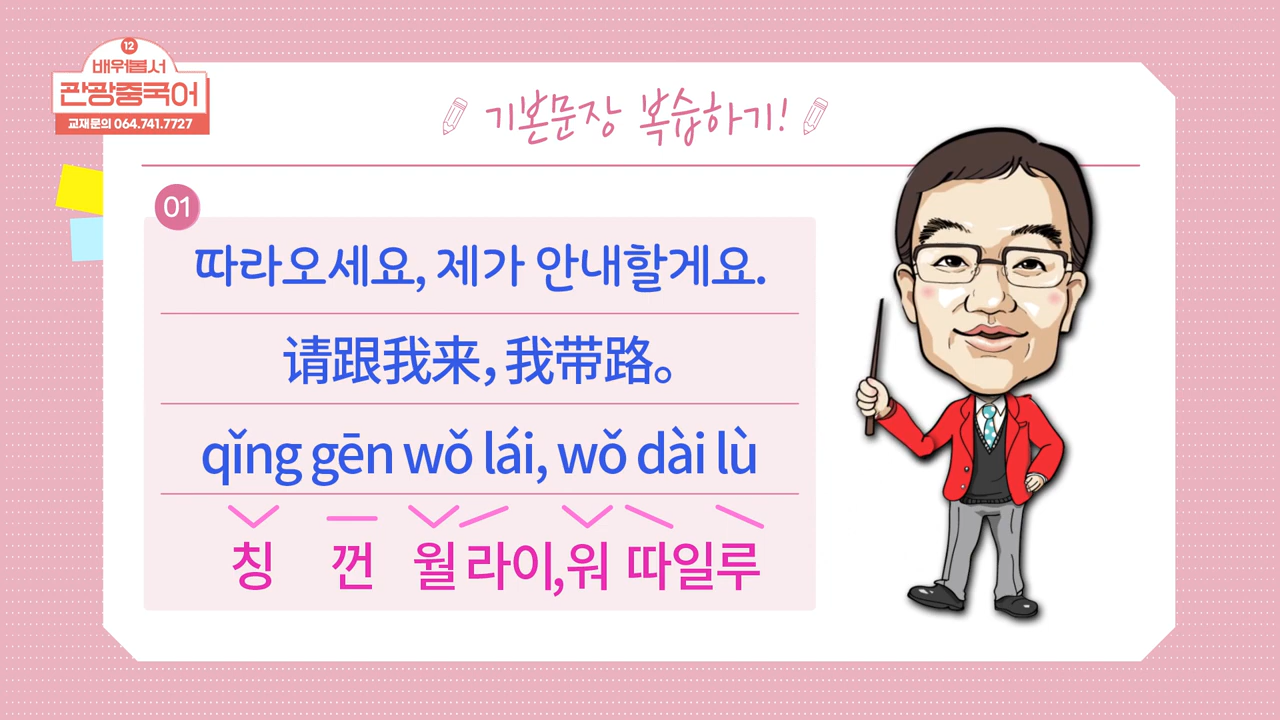 12
배워봅서
관광중국어
교재문의 064.741.7727
기본문장 복습하기!
01
따라오세요, 제가 안내할게요.
请跟我来，我带路。
qǐng gēn wǒ lái, wǒ dài lù
칭 껀 월 라이,워 따일루